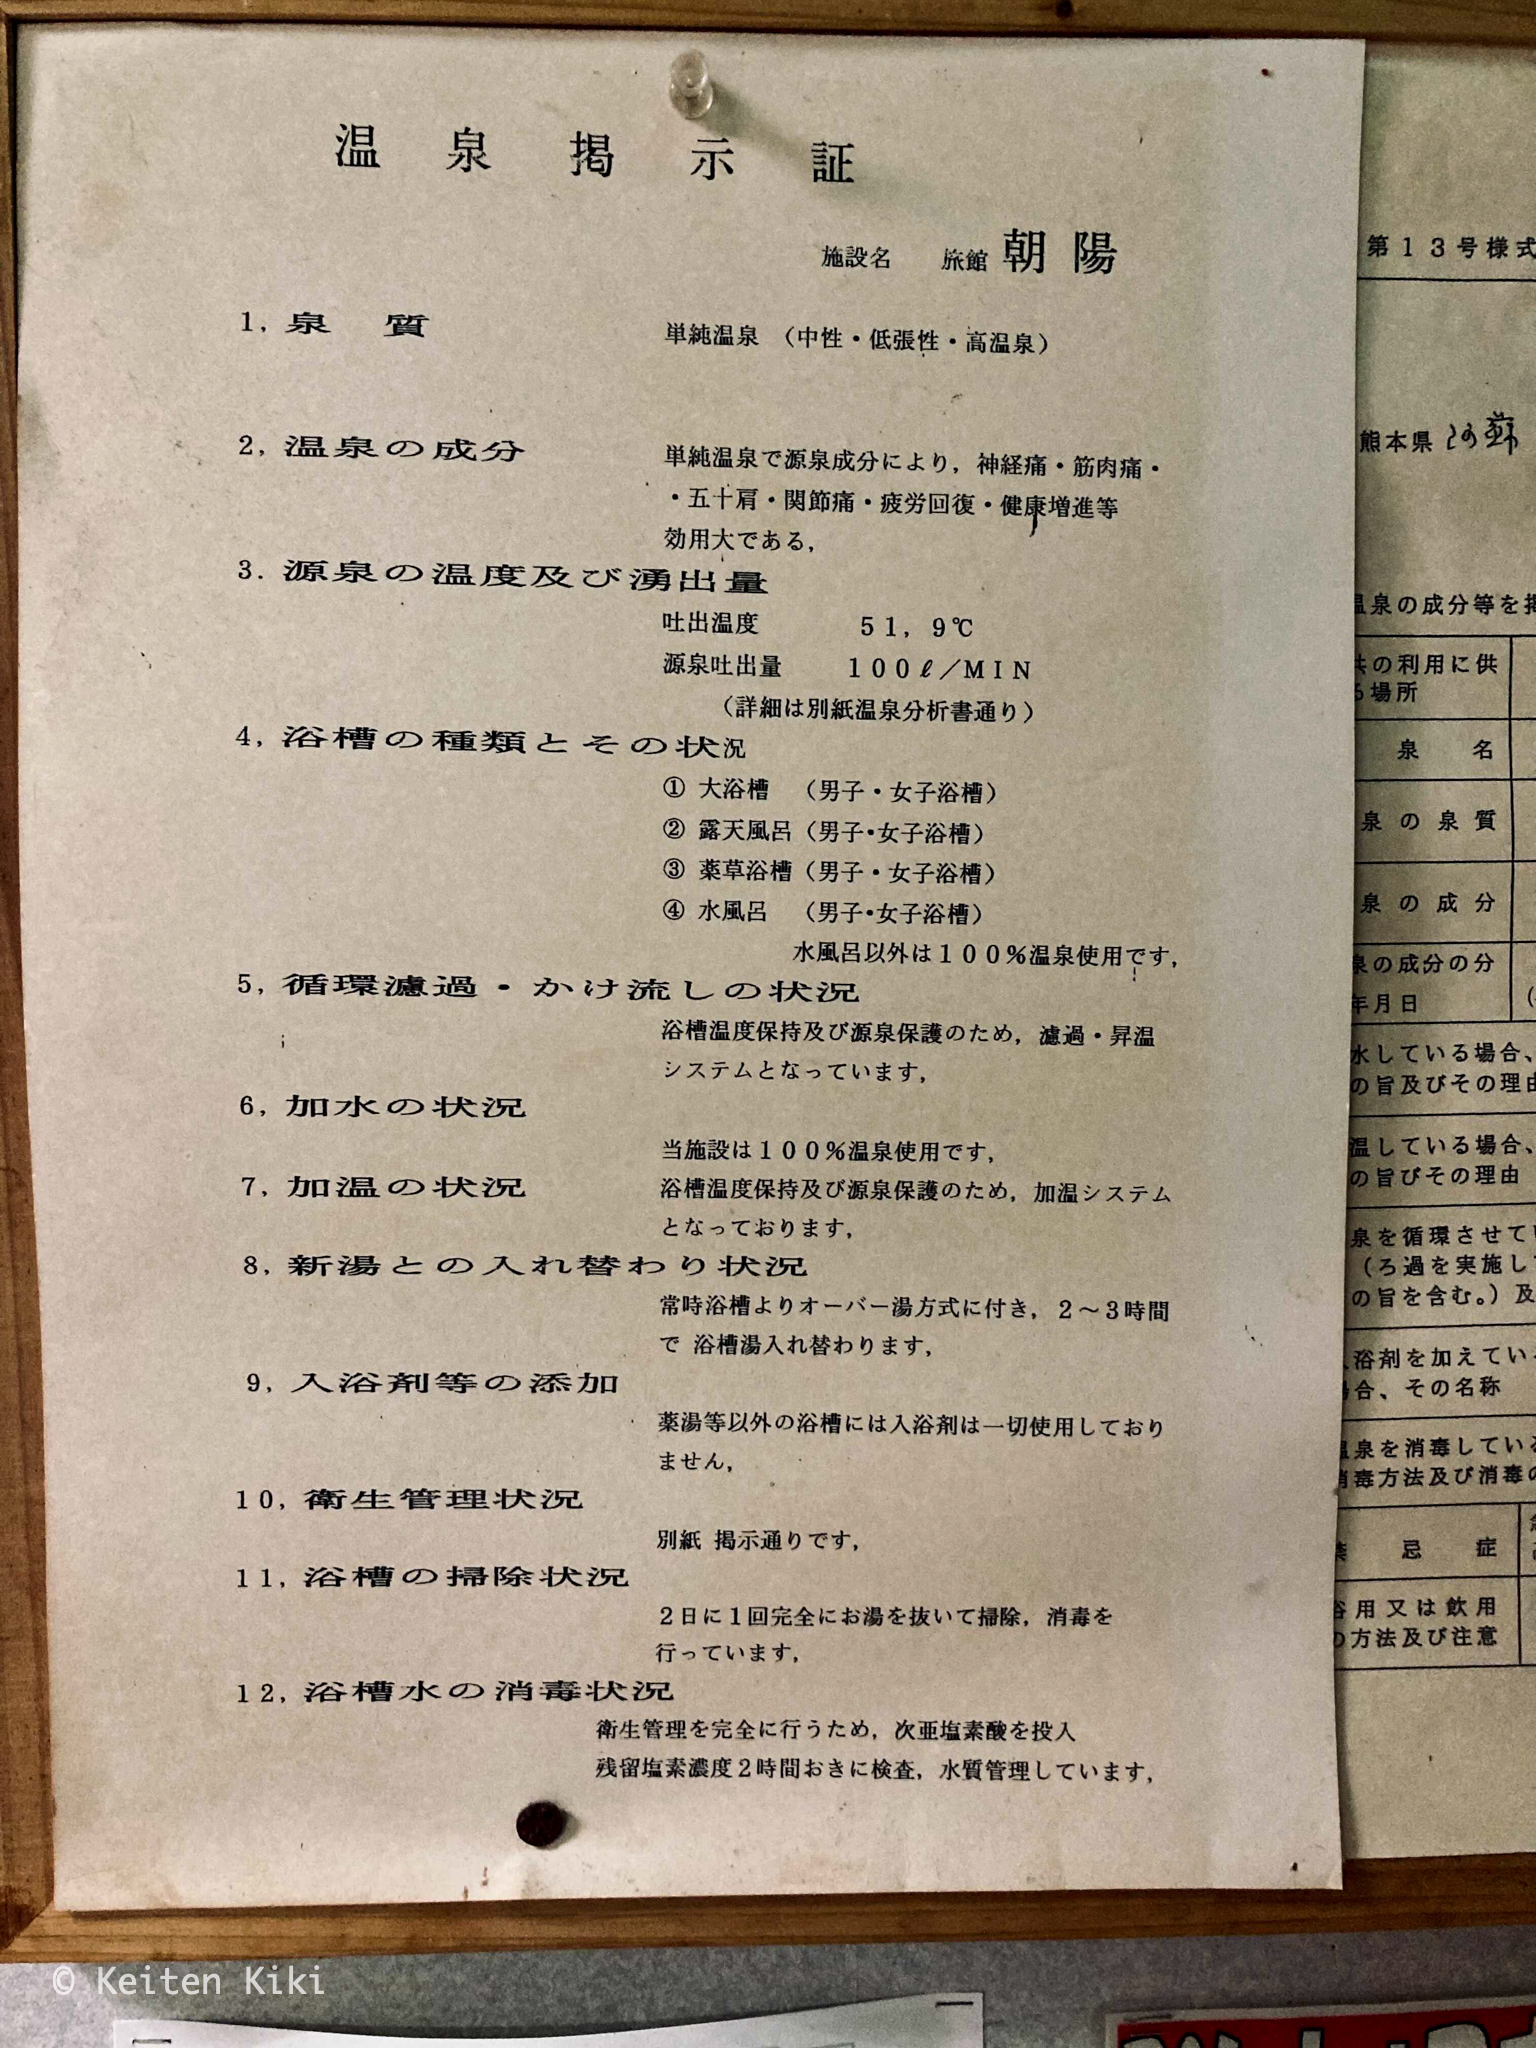 温泉掲示証
施設名 旅館 朝陽
1, 泉 質 単純温泉 （中性・低張性・高温泉）
2, 温泉の成分 単純温泉で源泉成分により, 神経痛・筋肉痛・
・五十肩・関節痛・疲労回復・健康増進等
効用大である,
3. 源泉の温度及び湧出量
吐出温度 51, 9℃
源泉吐出量 100ℓ／MIN
（詳細は別紙温泉分析書通り）
4, 浴槽の種類とその状況
① 大浴槽 （男子・女子浴槽）
② 露天風呂（男子・女子浴槽）
③ 薬草浴槽（男子・女子浴槽）
④ 水風呂 （男子・女子浴槽）
水風呂以外は100%温泉使用です,
5, 循環濾過・かけ流しの状況
浴槽温度保持及び源泉保護のため, 濾過・昇温
システムとなっています,
6, 加水の状況
当施設は100%温泉使用です,
7, 加温の状況 浴槽温度保持及び源泉保護のため, 加温システム
となっております,
8, 新湯との入れ替わり状況
常時浴槽よりオーバー湯方式に付き, 2～3時間
で 浴槽湯入れ替わります,
9, 入浴剤等の添加
薬湯等以外の浴槽には入浴剤は一切使用しており
ません,
10, 衛生管理状況
別紙 掲示通りです,
11, 浴槽の掃除状況
2日に1回完全にお湯を抜いて掃除, 消毒を
行っています,
12, 浴槽水の消毒状況
衛生管理を完全に行うため, 次亜塩素酸を投入
残留塩素濃度2時間おきに検査, 水質管理しています,
第13号様式
熊本県 阿蘇
泉の成分等を
の利用に供
場所
泉 名
泉の泉質
泉の成分
泉の成分の分
年月日
水している場合、
の旨及びその理由
温している場合、
の旨びその理由
泉を循環させてい
（ろ過を実施して
の旨を含む。）及
浴剤を加えている
合、その名称
泉を消毒している
毒方法及び消毒の
忌 症
用又は飲用
方法及び注意
© Keiten Kiki